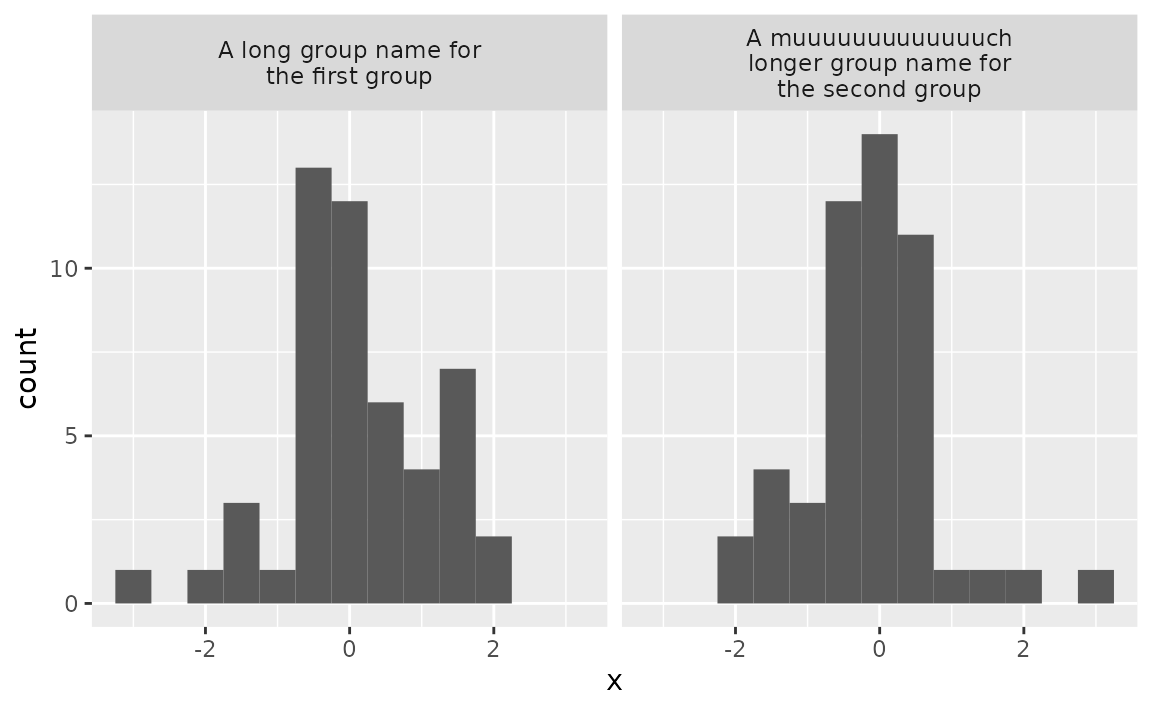 A long group name for
the first group
A muuuuuuuuuuuuuch
longer group name for
the second group
10
5
0
count
-2
0
2
-2
0
2
x